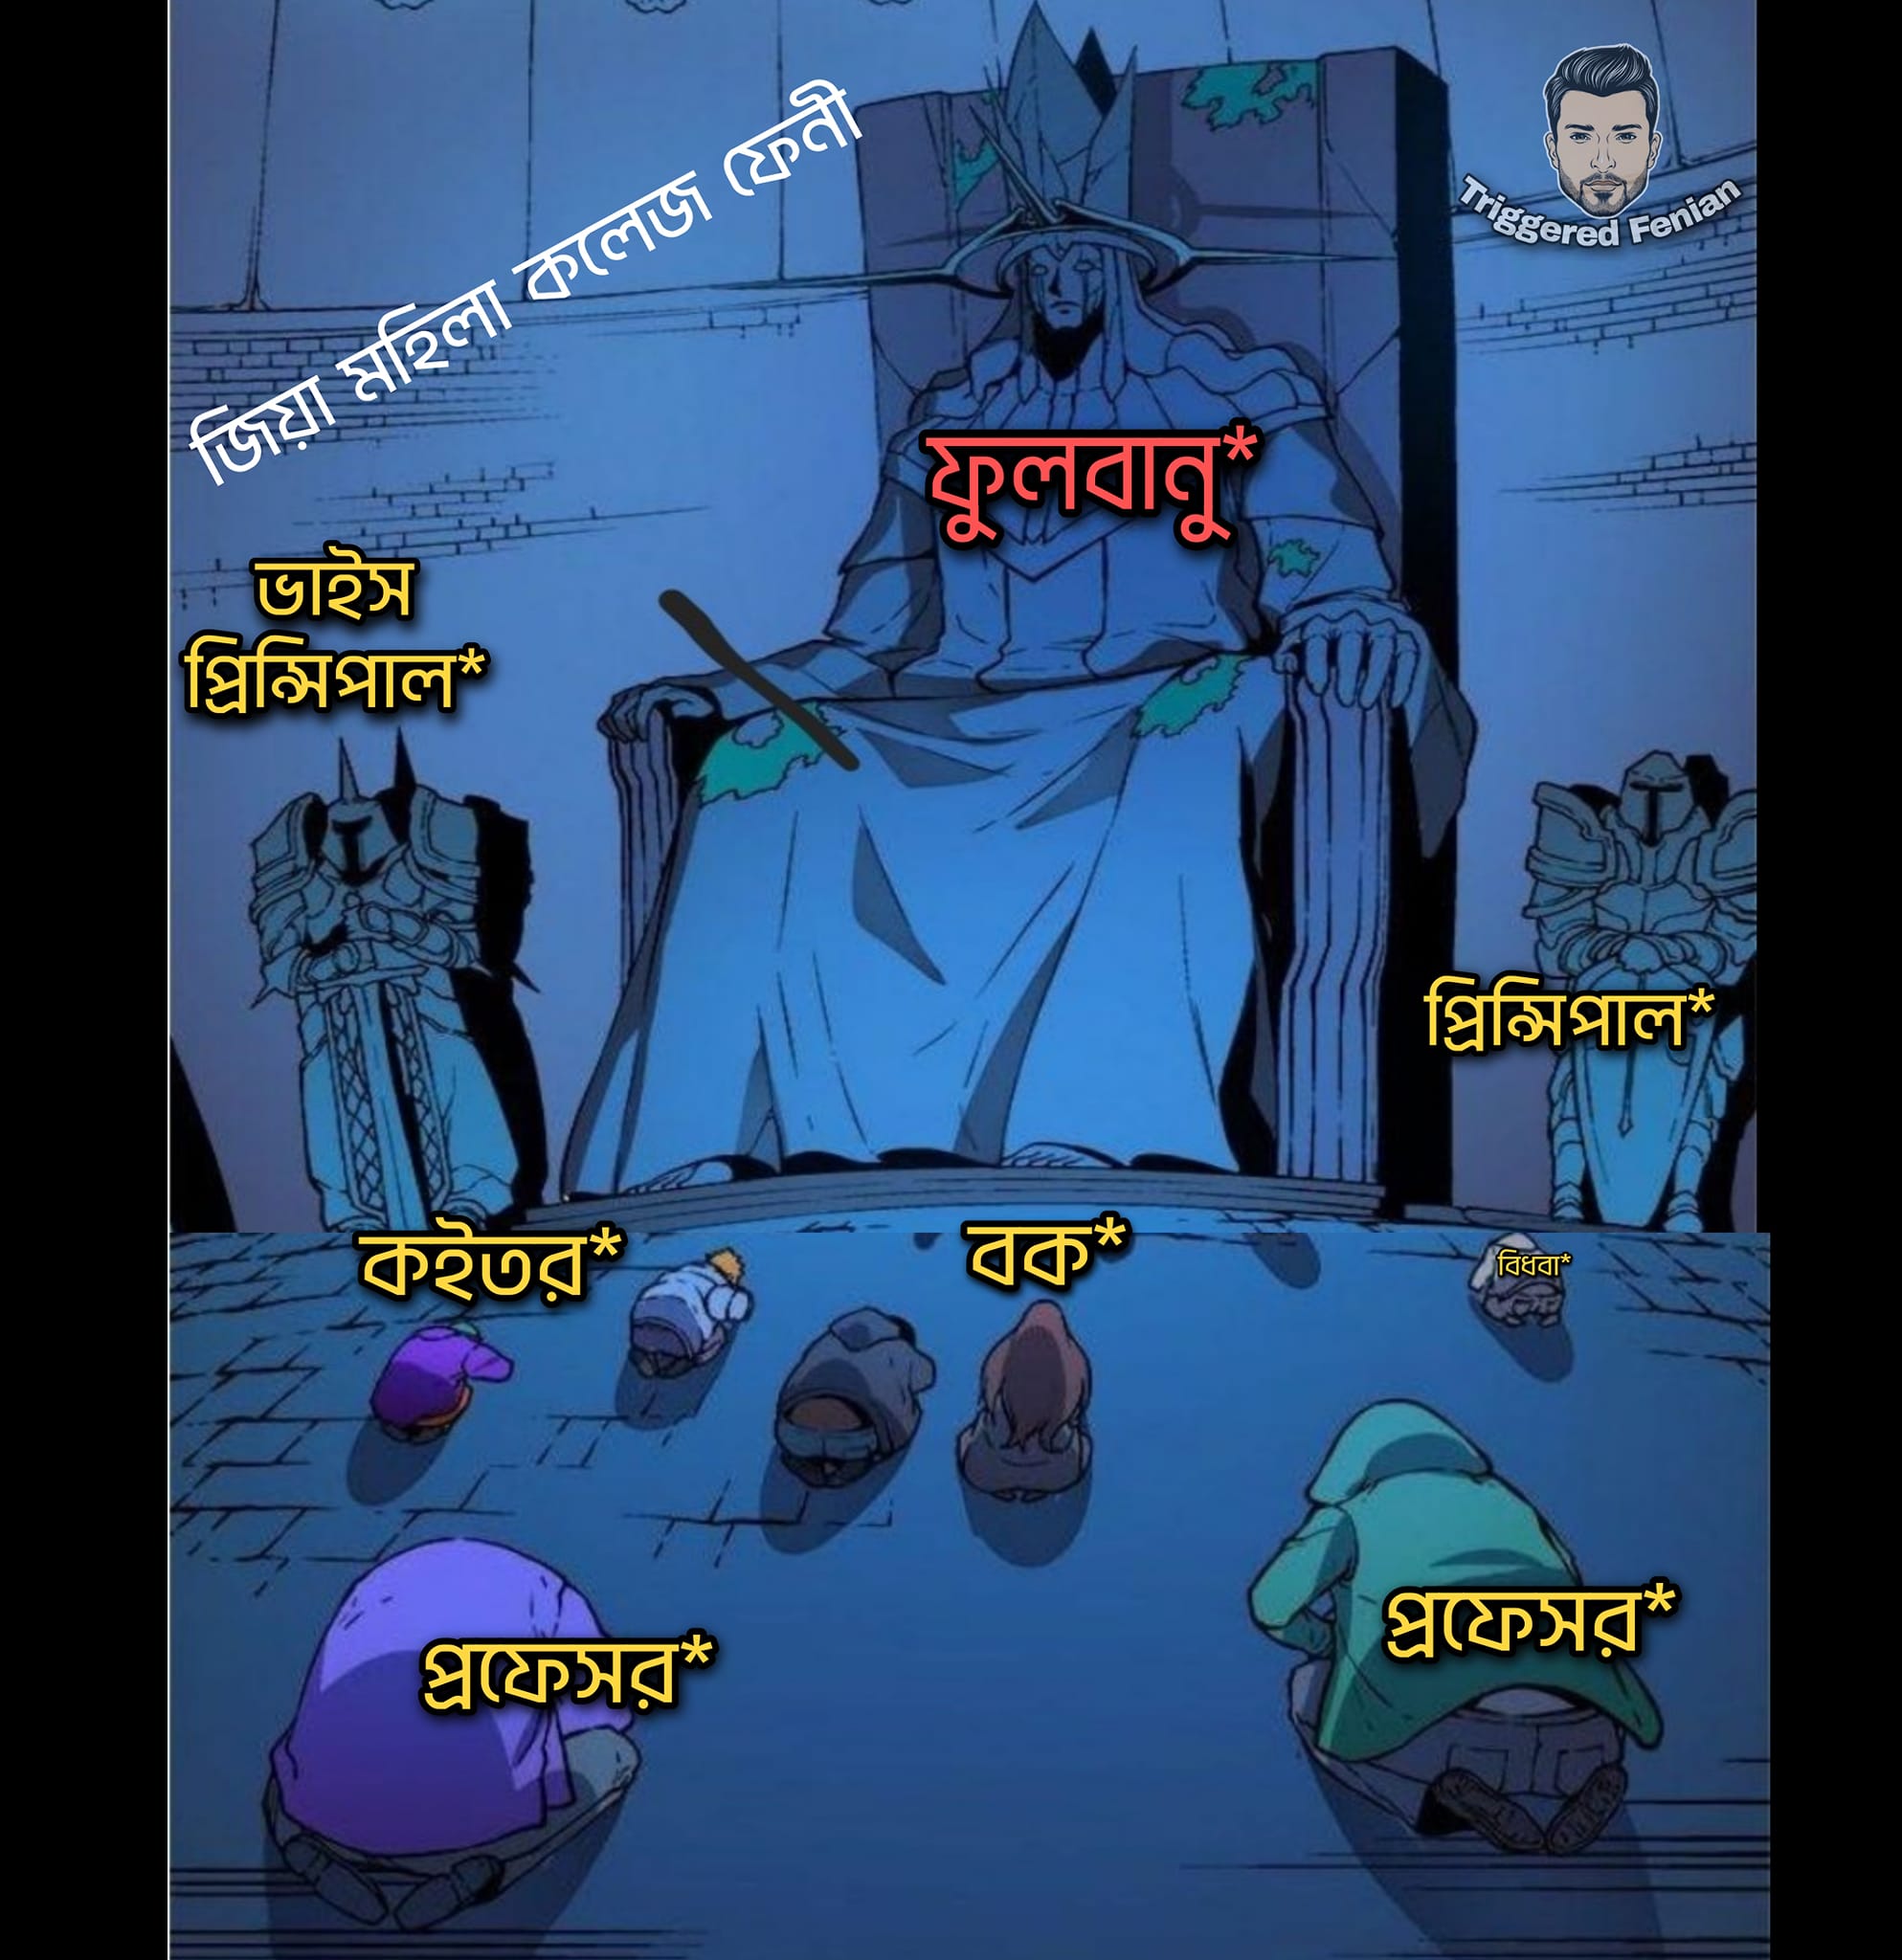 জিয়া মহিলা কলেজ ফেনী
Triggered Fenian
ফুলবানু*
ভাইস
প্রিন্সিপাল*
প্রিন্সিপাল*
কইতর*
বক*
বিধবা*
প্রফেসর*
প্রফেসর*